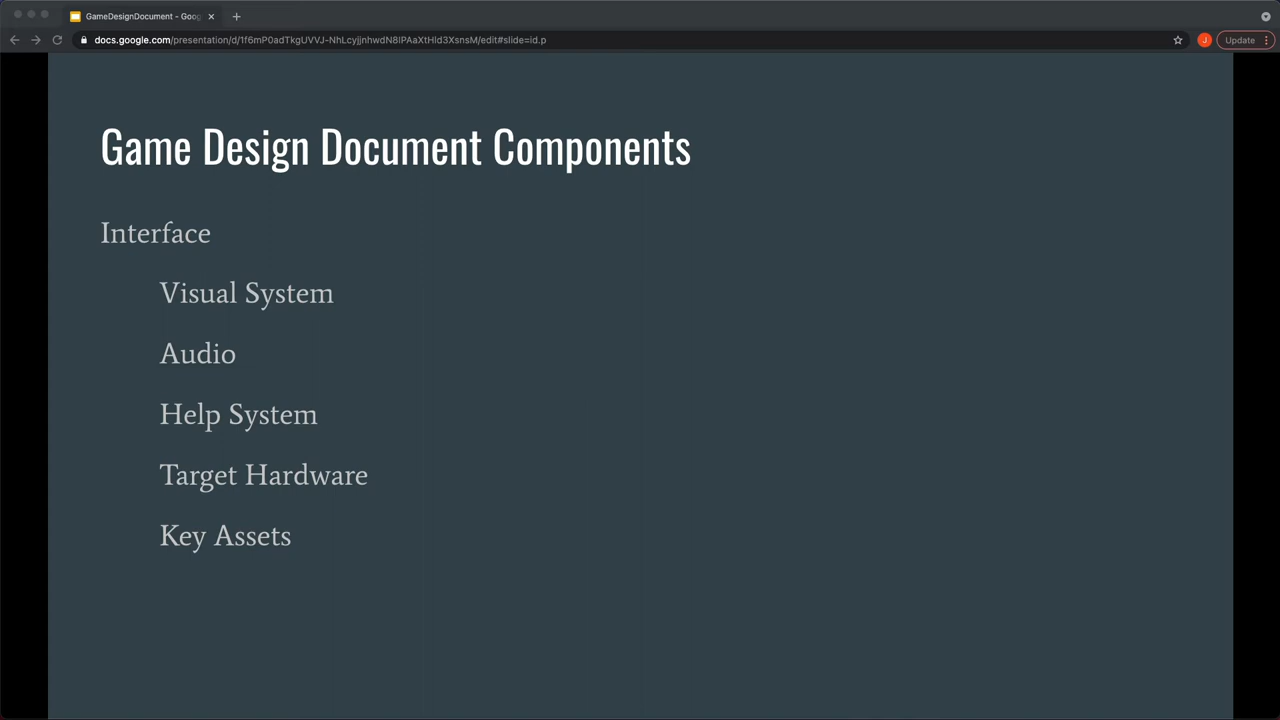 GameDesignDocument - Goog
docs.google.com/presentation/d/1f6mP0adTkgUVVJ-NhLcyjjnhwdN8lPAaXtHld3XsnsM/edit#slide=id.p
J
Update
Game Design Document Components
Interface
Visual System
Audio
Help System
Target Hardware
Key Assets